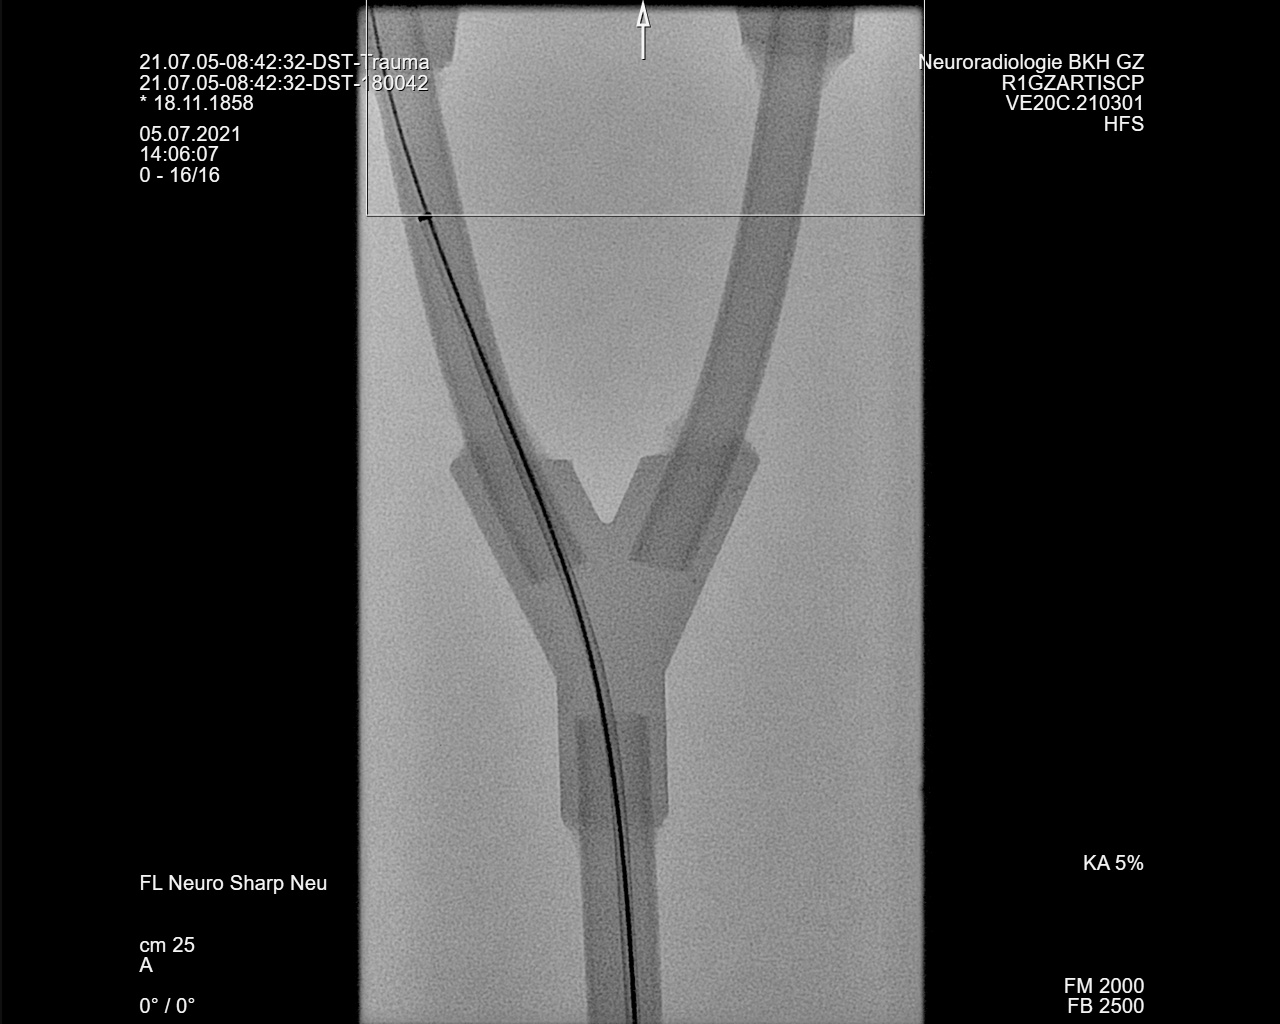 21.07.05-08:42:32-DST-Trauma
21.07.05-08:42:32-DST-180042
* 18.11.1858
05.07.2021
14:06:07
0 - 16/16
Neuroradiologie BKH GZ
R1GZARTISCP
VE20C.210301
HFS
FL Neuro Sharp Neu
cm 25
A
0° / 0°
KA 5%
FM 2000
FB 2500